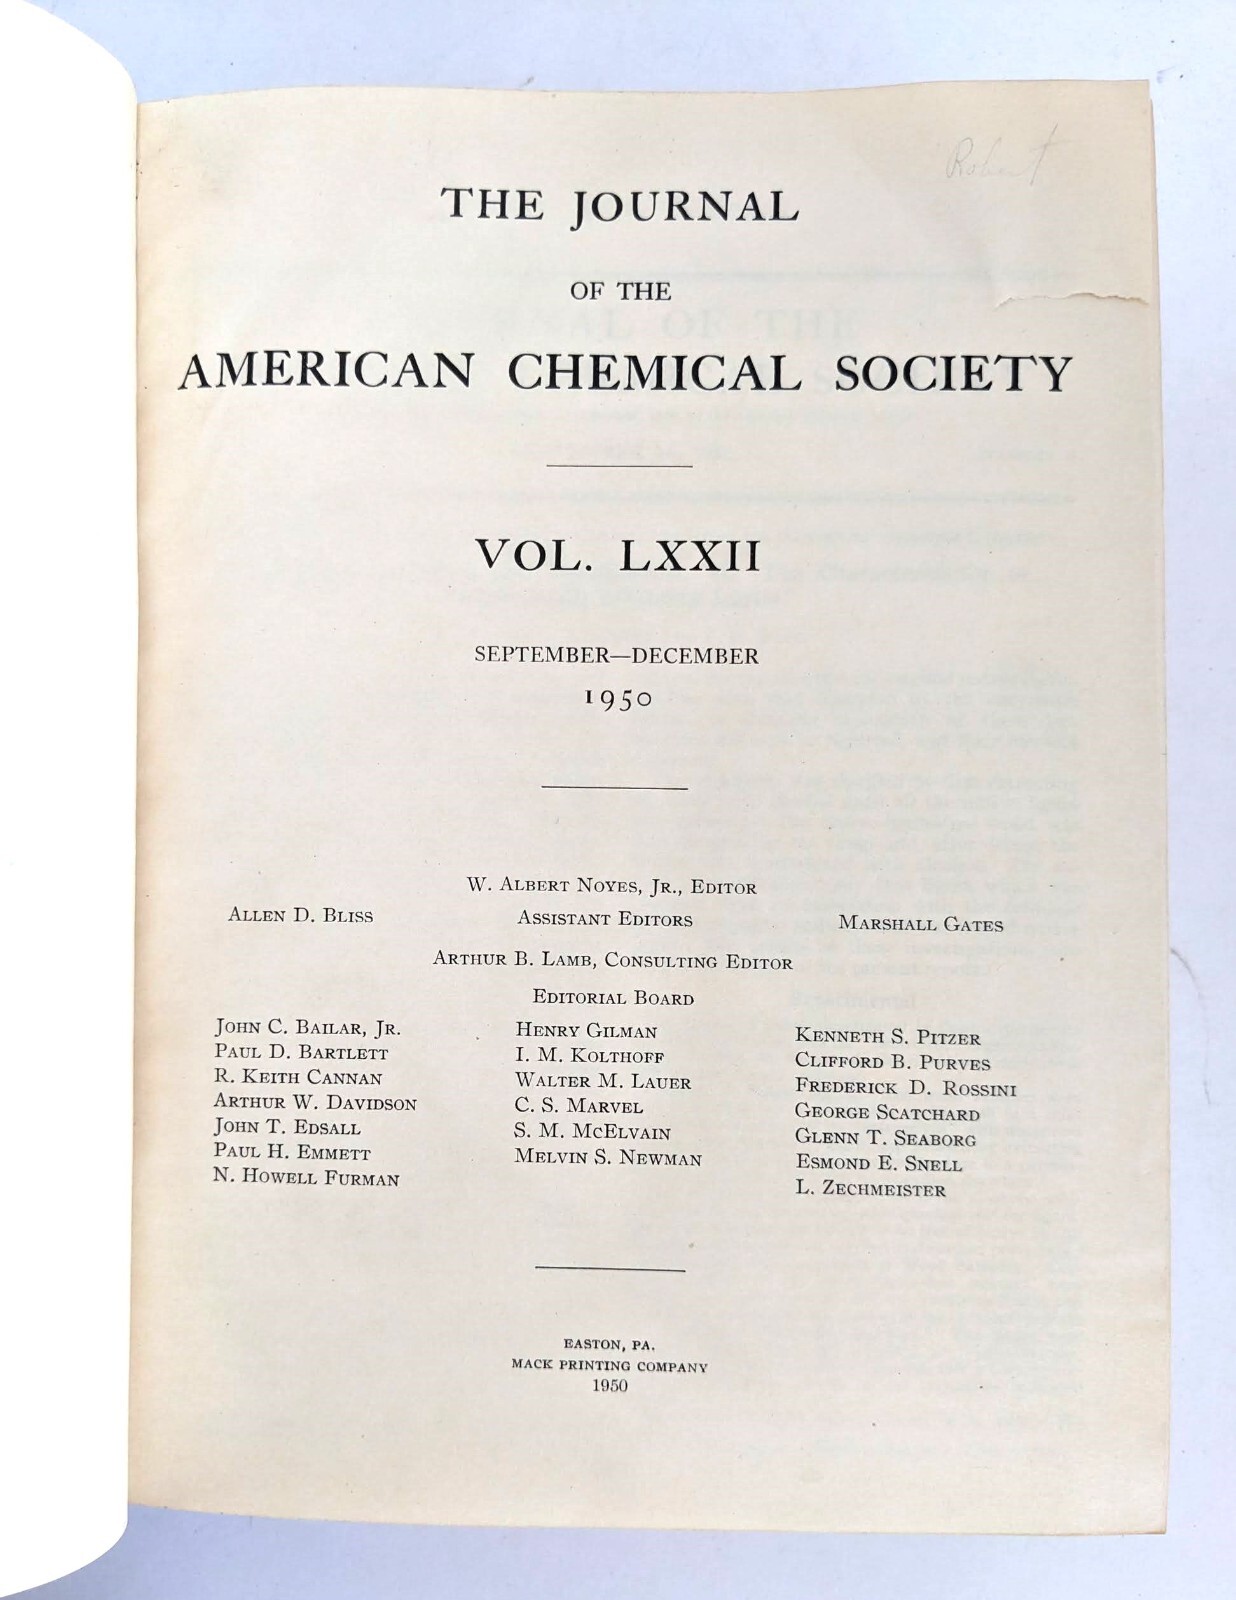 Robert
THE JOURNAL
OF THE
AMERICAN CHEMICAL SOCIETY
VOL. LXXII
SEPTEMBER—DECEMBER
1950
W. ALBERT NOYES, JR., EDITOR
ALLEN D. BLISS ASSISTANT EDITORS MARSHALL GATES
ARTHUR B. LAMB, CONSULTING EDITOR
EDITORIAL BOARD
JOHN C. BAILAR, JR.
PAUL D. BARTLETT
R. KEITH CANNAN
ARTHUR W. DAVIDSON
JOHN T. EDSALL
PAUL H. EMMETT
N. HOWELL FURMAN
HENRY GILMAN
I. M. KOLTHOFF
WALTER M. LAUER
C. S. MARVEL
S. M. MCELVAIN
MELVIN S. NEWMAN
KENNETH S. PITZER
CLIFFORD B. PURVES
FREDERICK D. ROSSINI
GEORGE SCATCHARD
GLENN T. SEABORG
ESMOND E. SNELL
L. ZECHMEISTER
EASTON, PA.
MACK PRINTING COMPANY
1950